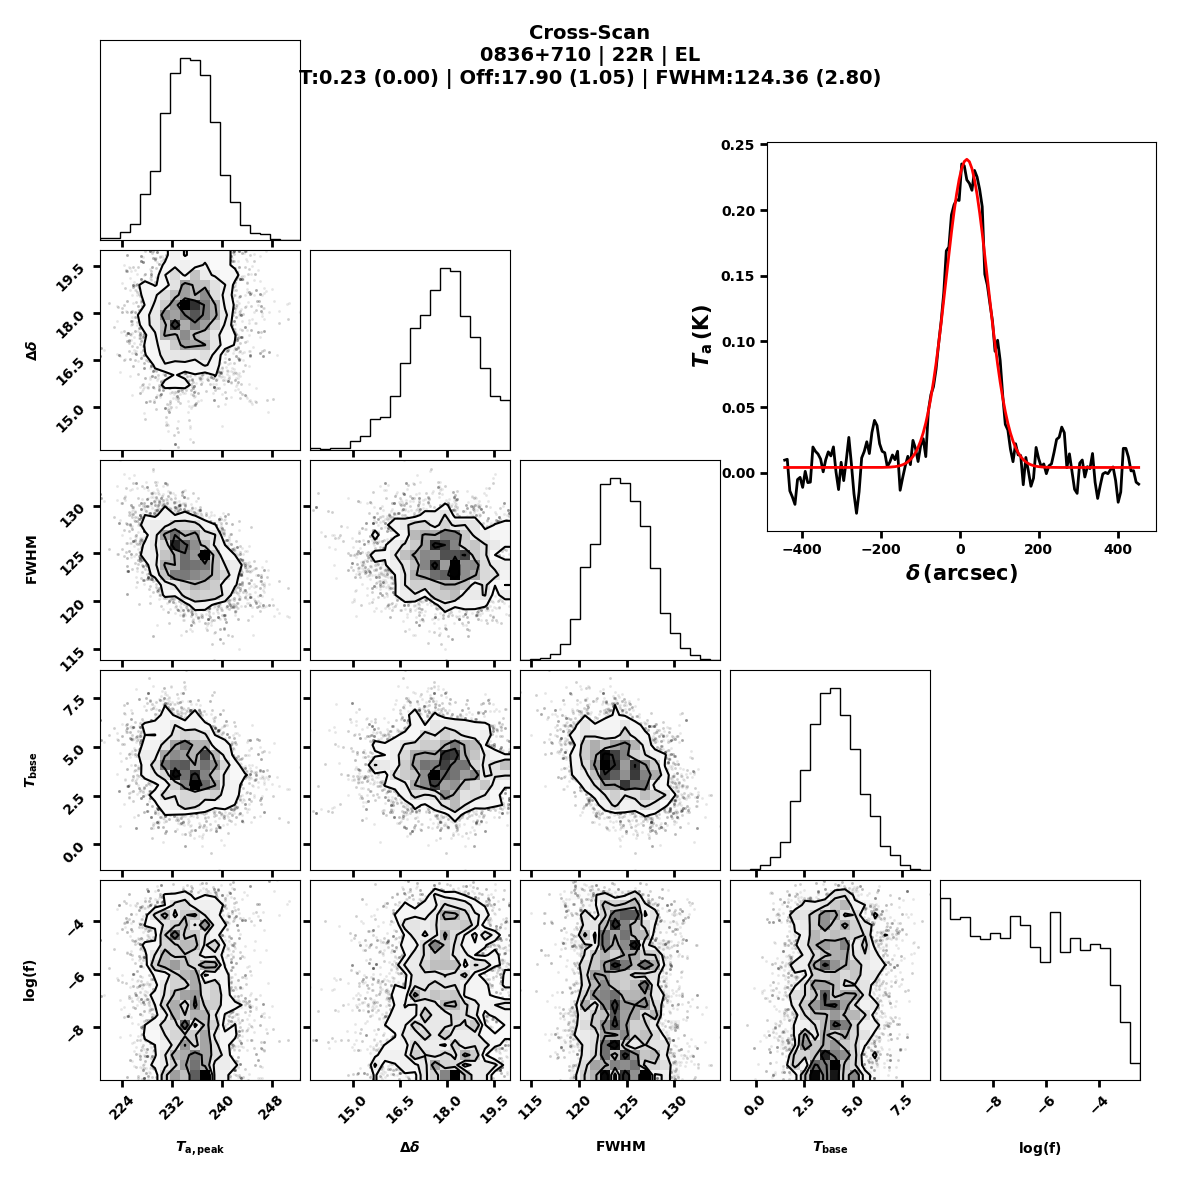 Cross-Scan
0836+710 | 22R | EL
T:0.23 (0.00) | Off:17.90 (1.05) | FWHM:124.36 (2.80)
0.25
0.20
0.15
0.10
0.05
0.00
Ta (K)
−400 −200 0 200 400
δ (arcsec)
19.5
18.0
16.5
15.0
Δδ
130
125
120
115
FWHM
7.5
5.0
2.5
0.0
Tbase
−4
−6
−8
log(f)
224 232 240 248
15.0 16.5 18.0 19.5
115 120 125 130
0.0 2.5 5.0 7.5
−8 −6 −4
Ta,peak
Δδ
FWHM
Tbase
log(f)